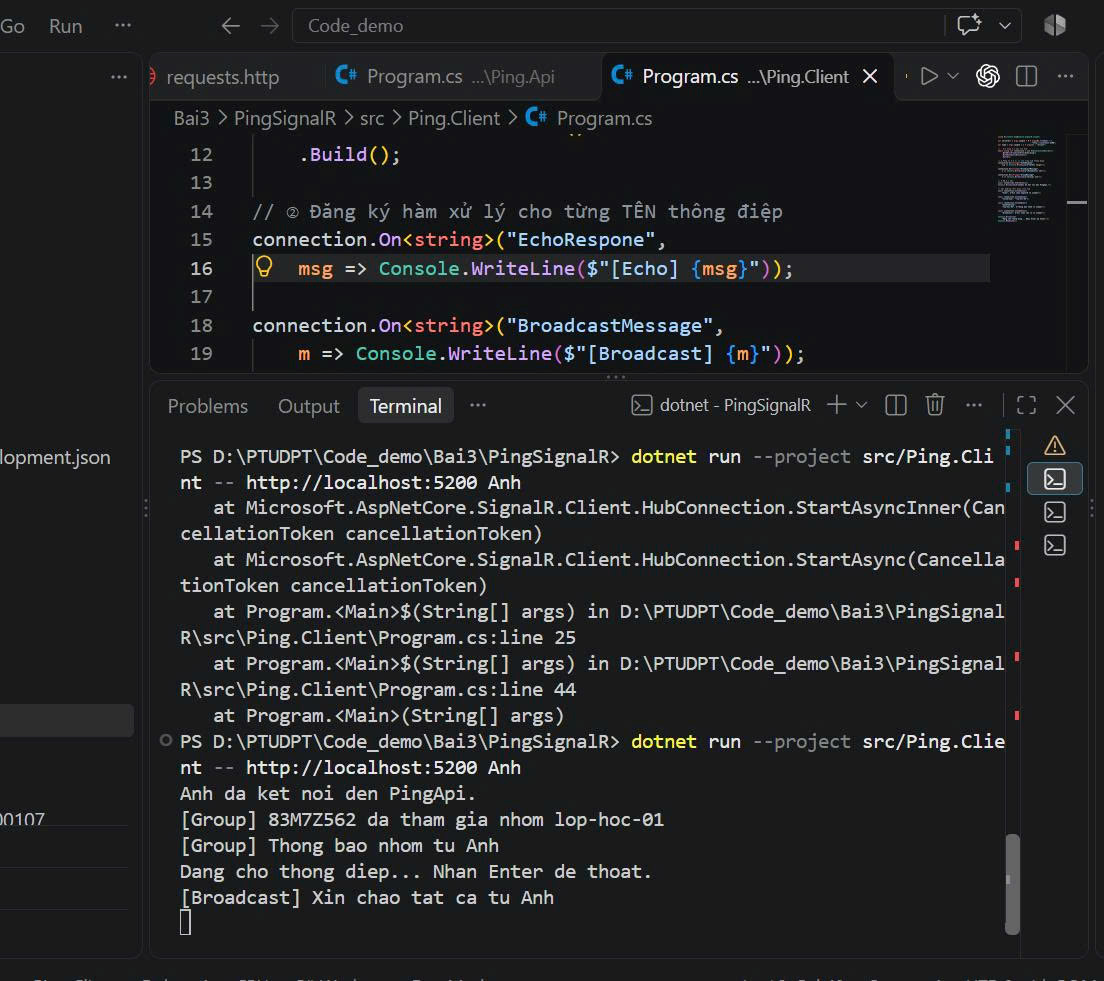 Go Run ··· Code_demo
requests.http Program.cs ...\Ping.Api Program.cs ...\Ping.Client
Bai3 > PingSignalR > src > Ping.Client > Program.cs
12 .Build();
13
14 // ② Đăng ký hàm xử lý cho từng TÊN thông điệp
15 connection.On<string>("EchoRespone",
16 msg => Console.WriteLine($"[Echo] {msg}"));
17
18 connection.On<string>("BroadcastMessage",
19 m => Console.WriteLine($"[Broadcast] {m}"));
Problems Output Terminal ··· dotnet - PingSignalR
lopment.json
PS D:\PTUDPT\Code_demo\Bai3\PingSignalR> dotnet run --project src/Ping.Cli
nt -- http://localhost:5200 Anh
at Microsoft.AspNetCore.SignalR.Client.HubConnection.StartAsyncInner(Can
cellationToken cancellationToken)
at Microsoft.AspNetCore.SignalR.Client.HubConnection.StartAsync(Cancella
tionToken cancellationToken)
at Program.<Main>$(String[] args) in D:\PTUDPT\Code_demo\Bai3\PingSignal
R\src\Ping.Client\Program.cs:line 25
at Program.<Main>$(String[] args) in D:\PTUDPT\Code_demo\Bai3\PingSignal
R\src\Ping.Client\Program.cs:line 44
at Program.<Main>(String[] args)
PS D:\PTUDPT\Code_demo\Bai3\PingSignalR> dotnet run --project src/Ping.Clie
nt -- http://localhost:5200 Anh
Anh da ket noi den PingApi.
00107
[Group] 83M7Z562 da tham gia nhom lop-hoc-01
[Group] Thong bao nhom tu Anh
Dang cho thong diep... Nhan Enter de thoat.
[Broadcast] Xin chao tat ca tu Anh